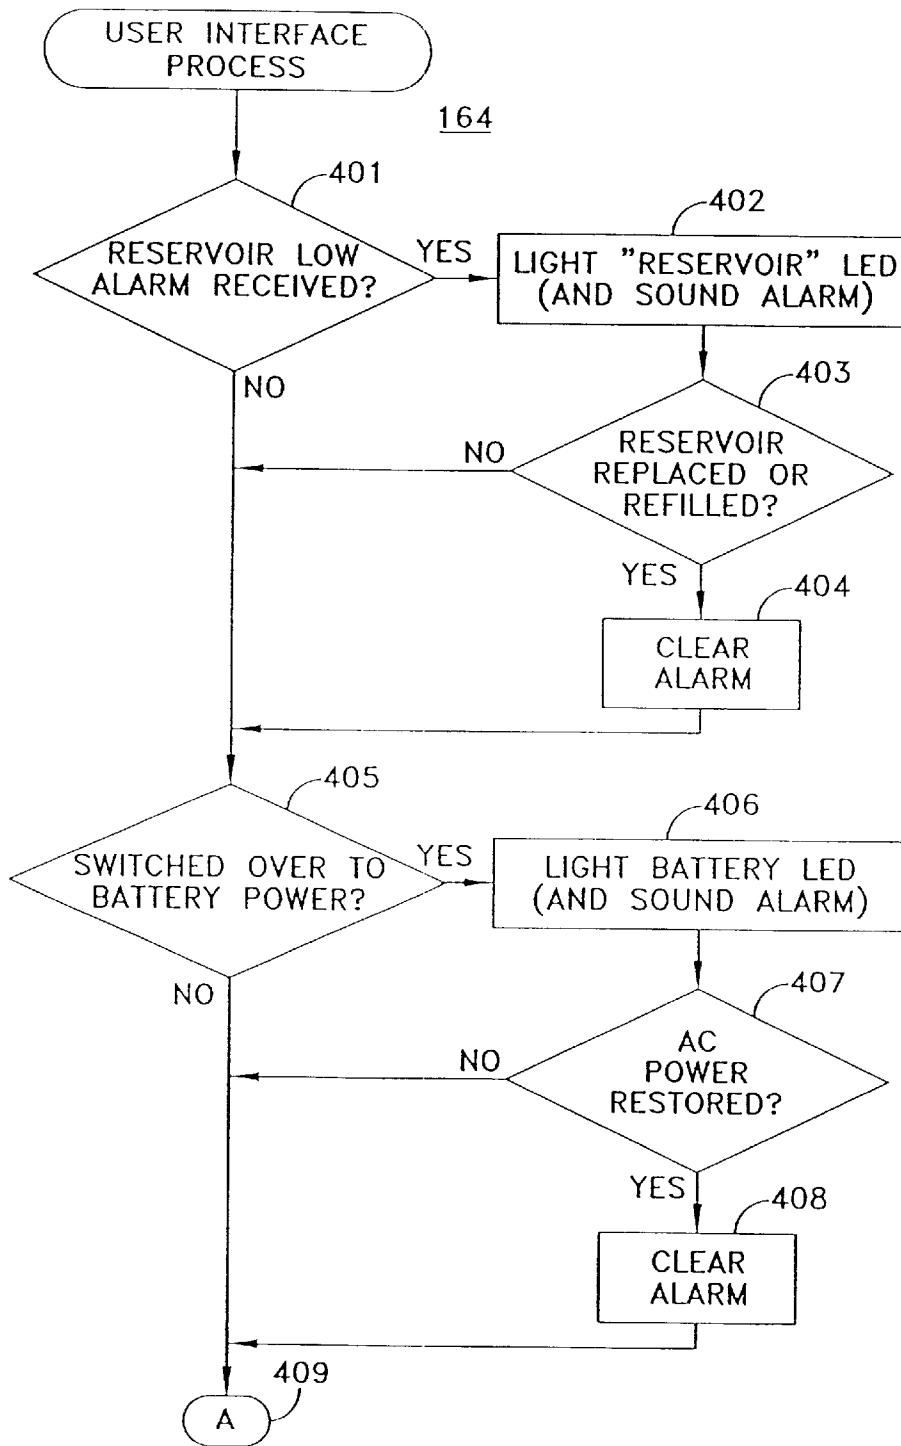 USER INTERFACE
PROCESS
164
401
RESERVOIR LOW
ALARM RECEIVED?
YES
NO
402
LIGHT "RESERVOIR" LED
(AND SOUND ALARM)
403
RESERVOIR
REPLACED OR
REFILLED?
NO
YES
404
CLEAR
ALARM
405
SWITCHED OVER TO
BATTERY POWER?
YES
NO
406
LIGHT BATTERY LED
(AND SOUND ALARM)
407
AC
POWER
RESTORED?
NO
YES
408
CLEAR
ALARM
A
409